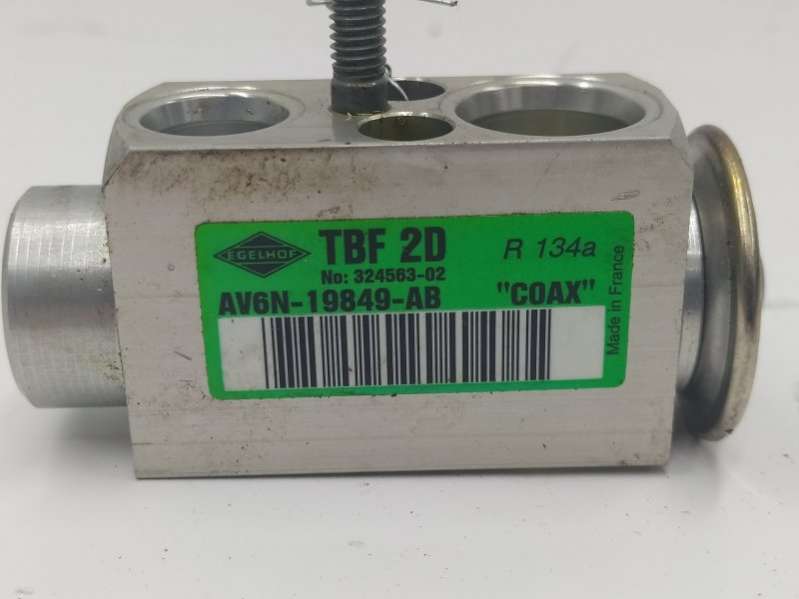 EGELHOF
TBF 2D
R 134a
No: 324563-02
AV6N-19849-AB
"COAX"
Made in France